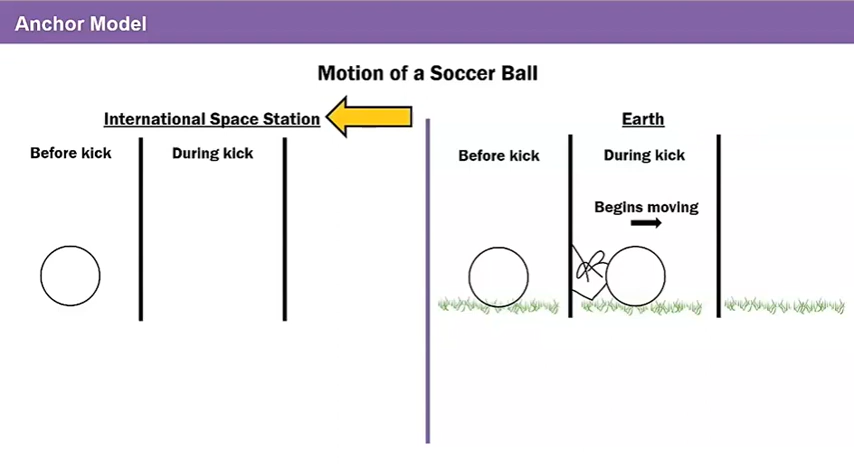 Anchor Model
Motion of a Soccer Ball
International Space Station
Before kick
During kick
Earth
Before kick
During kick
Begins moving